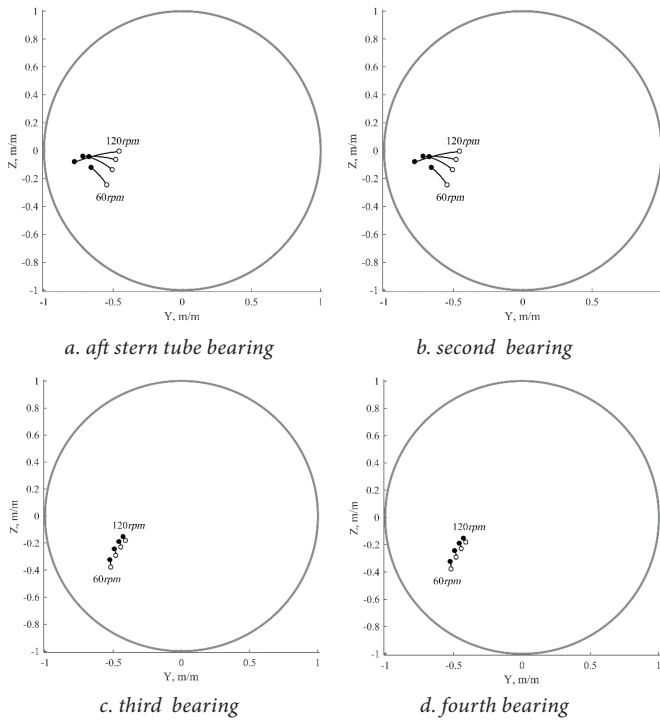 1
0.8
0.6
0.4
0.2
0
-0.2
-0.4
-0.6
-0.8
-1
Z, m/m
120rpm
60rpm
-1 -0.5 0 0.5 1
Y, m/m
a. aft stern tube bearing
1
0.8
0.6
0.4
0.2
0
-0.2
-0.4
-0.6
-0.8
-1
Z, m/m
120rpm
60rpm
-1 -0.5 0 0.5 1
Y, m/m
b. second bearing
1
0.8
0.6
0.4
0.2
0
-0.2
-0.4
-0.6
-0.8
-1
Z, m/m
120rpm
60rpm
-1 -0.5 0 0.5 1
Y, m/m
c. third bearing
1
0.8
0.6
0.4
0.2
0
-0.2
-0.4
-0.6
-0.8
-1
Z, m/m
120rpm
60rpm
-1 -0.5 0 0.5 1
Y, m/m
d. fourth bearing